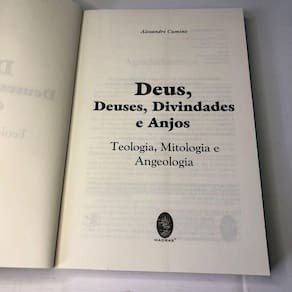 Alexandre Cumino
Deus,
Deuses, Divindades
e Anjos
Teologia, Mitologia e
Angeologia
MADRAS